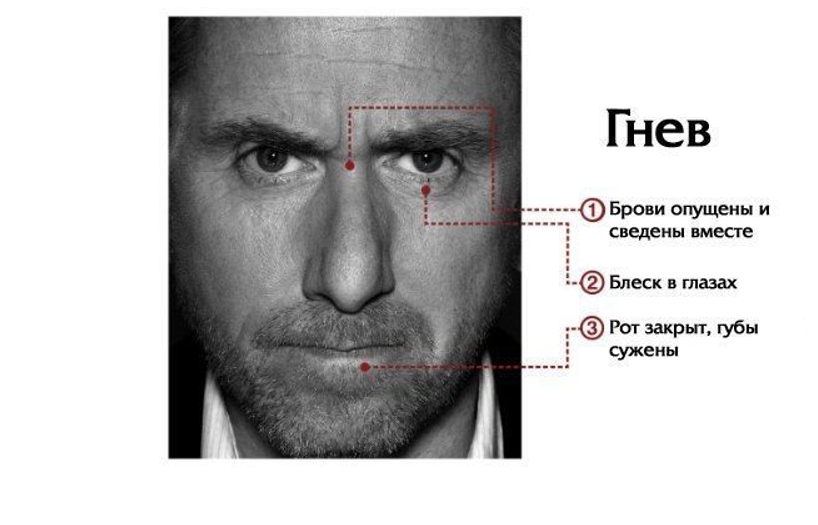 Гнев
1 Брови опущены и
сведены вместе
2 Блеск в глазах
3 Рот закрыт, губы
сужены